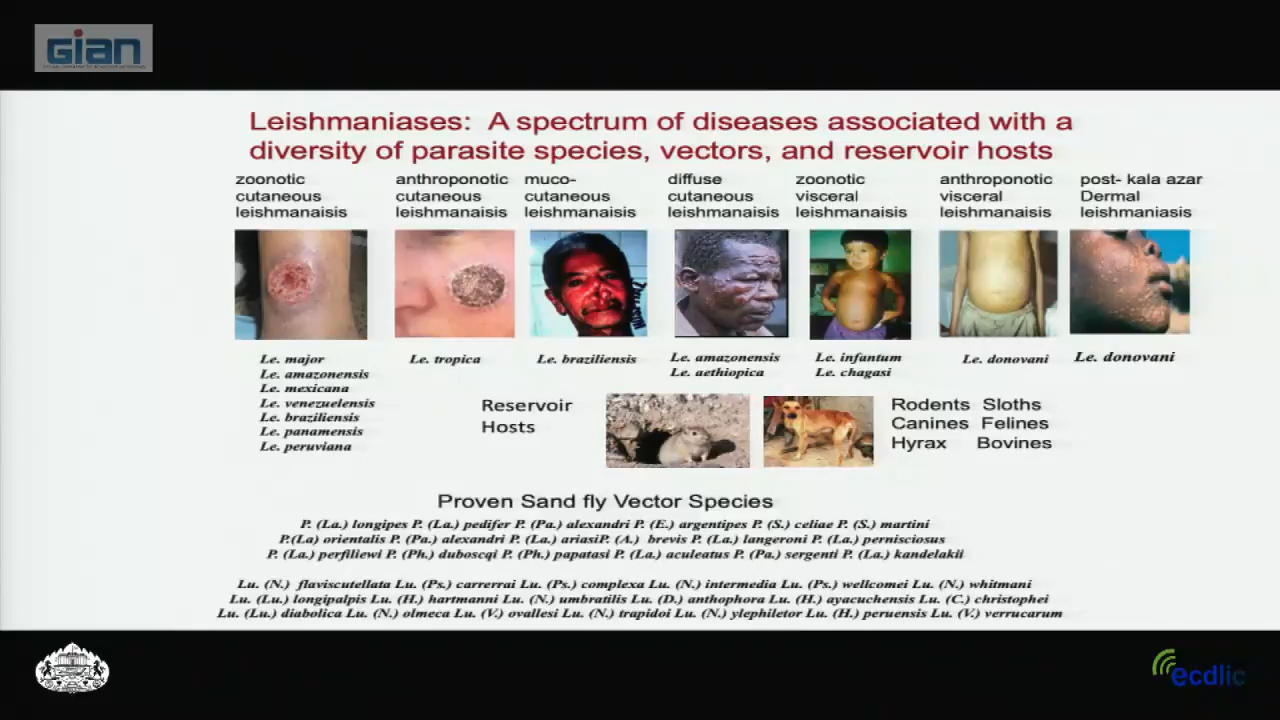 Gian
Leishmaniases: A spectrum of diseases associated with a
diversity of parasite species, vectors, and reservoir hosts
zoonotic
cutaneous
leishmanaisis
anthroponotic
cutaneous
leishmanaisis
muco-
cutaneous
leishmanaisis
diffuse
cutaneous
leishmanaisis
zoonotic
visceral
leishmanaisis
anthroponotic
visceral
leishmanaisis
post- kala azar
Dermal
leishmaniasis
Le. major
Le. amazonensis
Le. mexicana
Le. venezuelensis
Le. braziliensis
Le. panamensis
Le. peruviana
Le. tropica
Le. braziliensis
Le. amazonensis
Le. aethiopica
Le. infantum
Le. chagasi
Le. donovani
Le. donovani
Reservoir
Hosts
Rodents Sloths
Canines Felines
Hyrax Bovines
Proven Sand fly Vector Species
P. (La.) longipes P. (La.) pedifer P. (Pa.) alexandri P. (E.) argentipes P. (S.) celiae P. (S.) martini
P.(La) orientalis P. (Pa.) alexandri P. (La.) ariasiP. (A.) brevis P. (La.) langeroni P. (La.) pernisciosus
P. (La.) perfiliewi P. (Ph.) duboscqi P. (Ph.) papatasi P. (La.) aculeatus P. (Pa.) sergenti P. (La.) kandelakii
Lu. (N.) flaviscutellata Lu. (Ps.) carrerrai Lu. (Ps.) complexa Lu. (N.) intermedia Lu. (Ps.) wellcomei Lu. (N.) whitmani
Lu. (Lu.) longipalpis Lu. (H.) hartmanni Lu. (N.) umbratilis Lu. (D.) anthophora Lu. (H.) ayacuchensis Lu. (C.) christophei
Lu. (Lu.) diabolica Lu. (N.) olmeca Lu. (V.) ovallesi Lu. (N.) trapidoi Lu. (N.) ylephiletor Lu. (H.) peruensis Lu. (V.) verrucarum
ecdlic